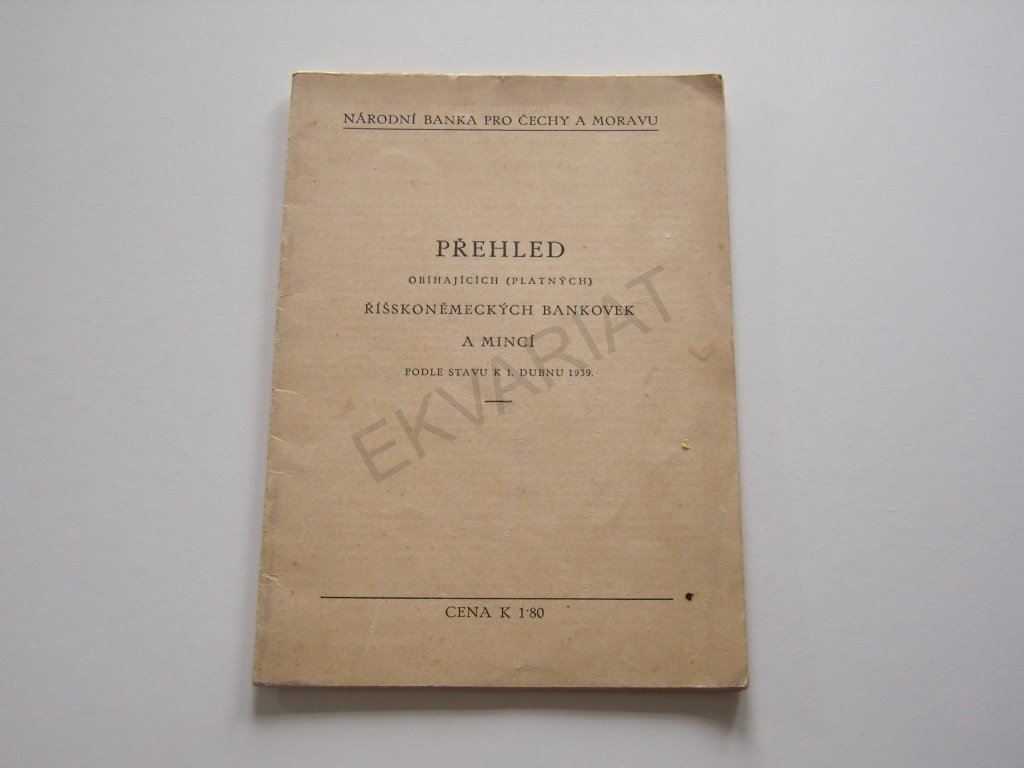 NÁRODNÍ BANKA PRO ČECHY A MORAVU
PŘEHLED
OBÍHAJÍCÍCH (PLATNÝCH)
ŘÍŠSKONĚMECKÝCH BANKOVEK
A MINCÍ
PODLE STAVU K 1. DUBNU 1939.
EKVARIAT
CENA K 1·80